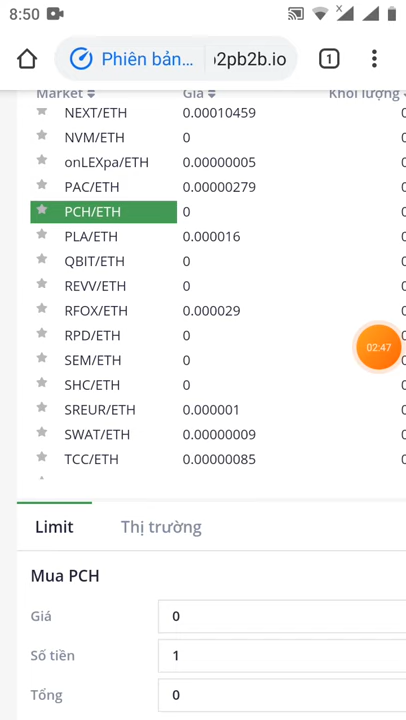 8:50
Phiên bản... 2pb2b.io
1
Market Giá Khối lượng
NEXT/ETH 0.00010459
NVM/ETH 0
onLEXpa/ETH 0.00000005
PAC/ETH 0.00000279
PCH/ETH 0
PLA/ETH 0.000016
QBIT/ETH 0
REVV/ETH 0
RFOX/ETH 0.000029
RPD/ETH 0
02:47
SEM/ETH 0
SHC/ETH 0
SREUR/ETH 0.000001
SWAT/ETH 0.00000009
TCC/ETH 0.00000085
Limit Thị trường
Mua PCH
Giá 0
Số tiền 1
Tổng 0